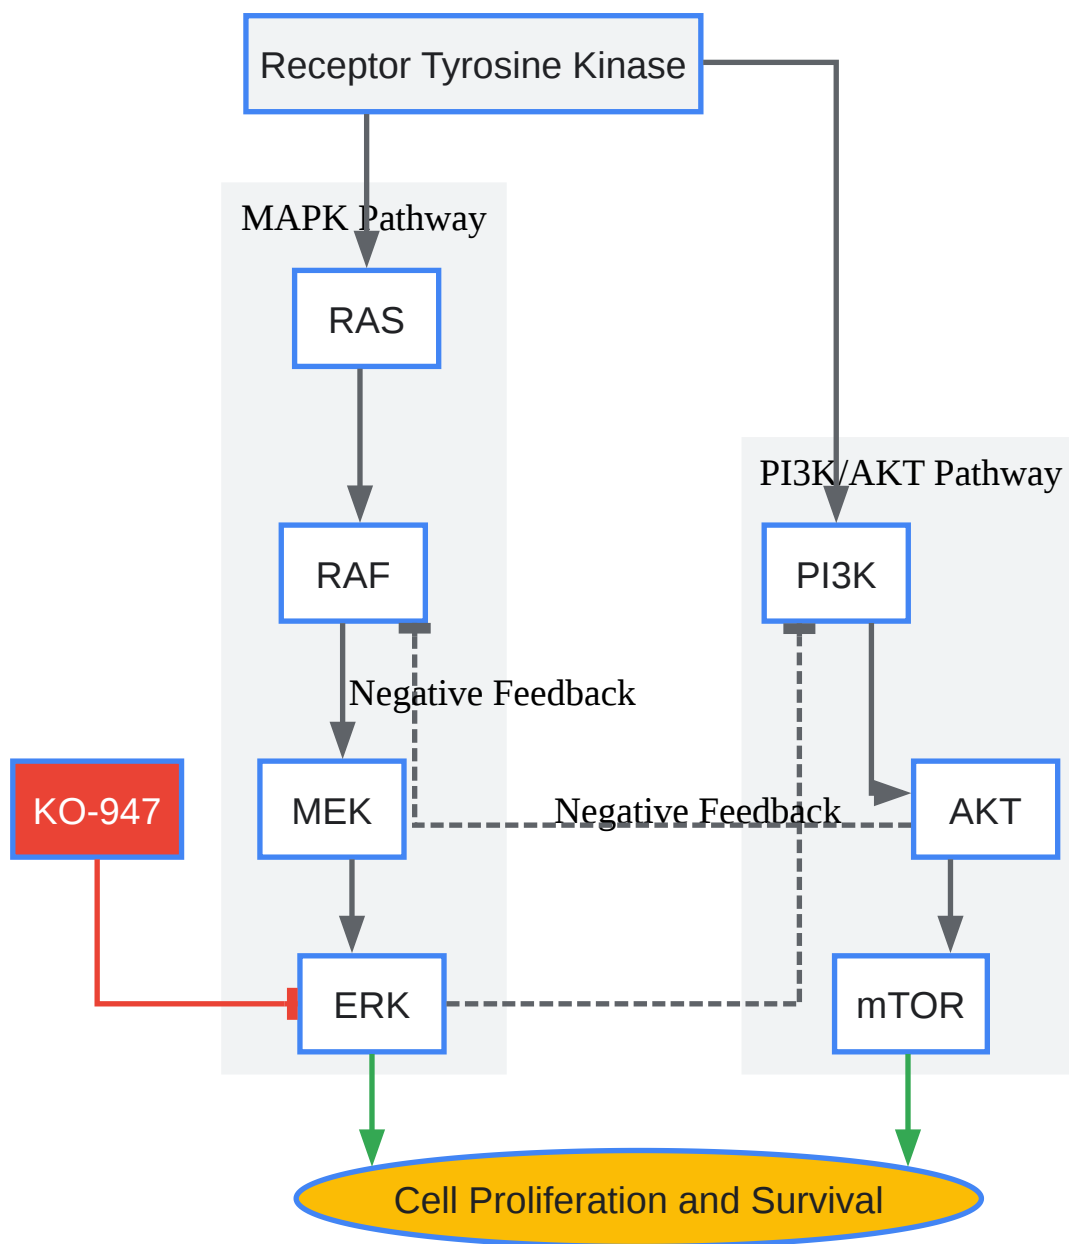 Receptor Tyrosine Kinase
MAPK Pathway
RAS
PI3K/AKT Pathway
RAF
PI3K
Negative Feedback
KO-947
MEK
Negative Feedback
AKT
ERK
mTOR
Cell Proliferation and Survival